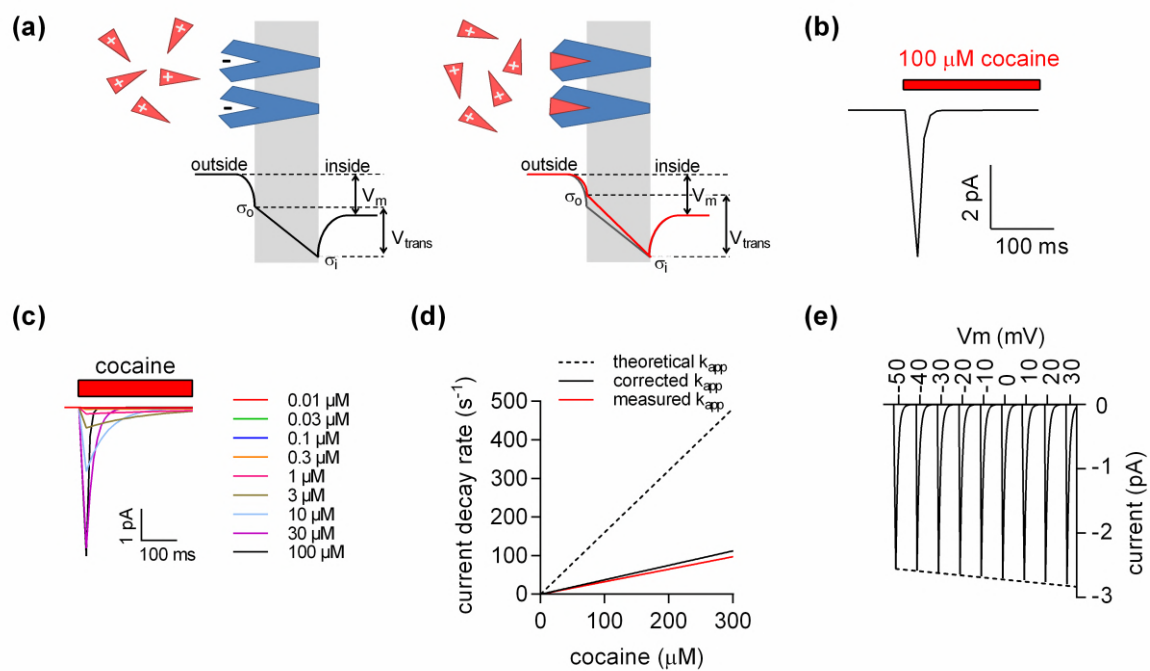 (a)
+ + + + +
-
-
outside inside
σo
Vm
Vtrans
σi
+ + + + +
outside inside
σo
Vm
Vtrans
σi
(b)
100 μM cocaine
2 pA
100 ms
(c)
cocaine
0.01 μM
0.03 μM
0.1 μM
0.3 μM
1 μM
3 μM
10 μM
30 μM
100 μM
1 pA
100 ms
(d)
theoretical kapp
corrected kapp
measured kapp
current decay rate (s⁻¹)
500
400
300
200
100
0
0 100 200 300
cocaine (μM)
(e)
Vm (mV)
-50 -40 -30 -20 -10 0 10 20 30
0
-1
-2
-3
current (pA)